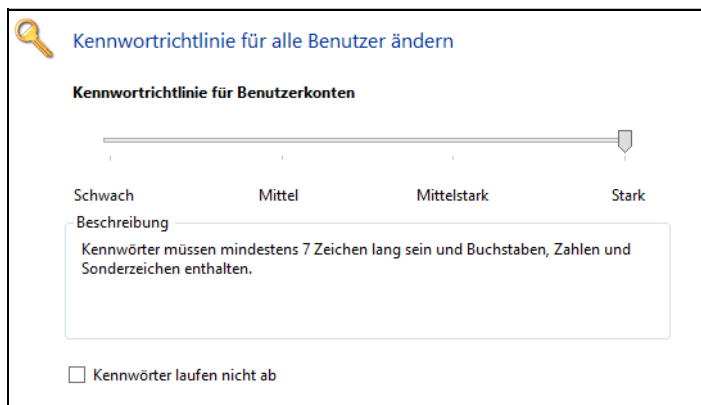 Kennwortrichtlinie für alle Benutzer ändern
Kennwortrichtlinie für Benutzerkonten
Schwach Mittel Mittelstark Stark
Beschreibung
Kennwörter müssen mindestens 7 Zeichen lang sein und Buchstaben, Zahlen und
Sonderzeichen enthalten.
Kennwörter laufen nicht ab